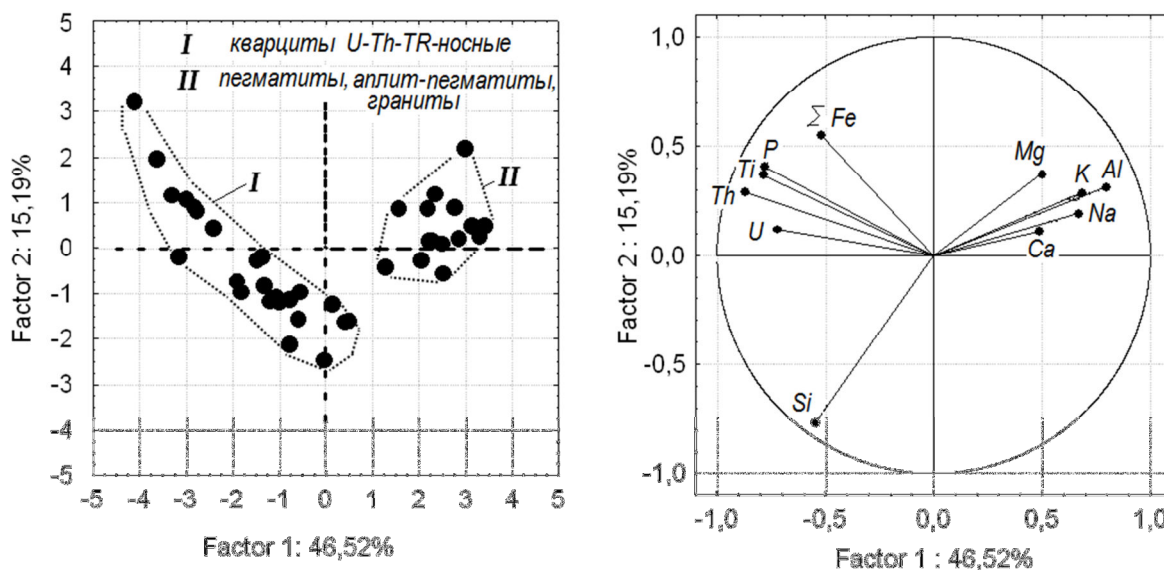 I кварциты U-Th-TR-носные
II пегматиты, аплит-пегматиты,
граниты
5
4
3
2
1
0
-1
-2
-3
-4
-5
Factor 2: 15,19%
I
II
-5 -4 -3 -2 -1 0 1 2 3 4 5
Factor 1: 46,52%
1,0
0,5
0,0
-0,5
-1,0
Factor 2 : 15,19%
∑ Fe
P
Ti
Th
U
Mg
K
Al
Na
Ca
Si
-1,0 -0,5 0,0 0,5 1,0
Factor 1 : 46,52%